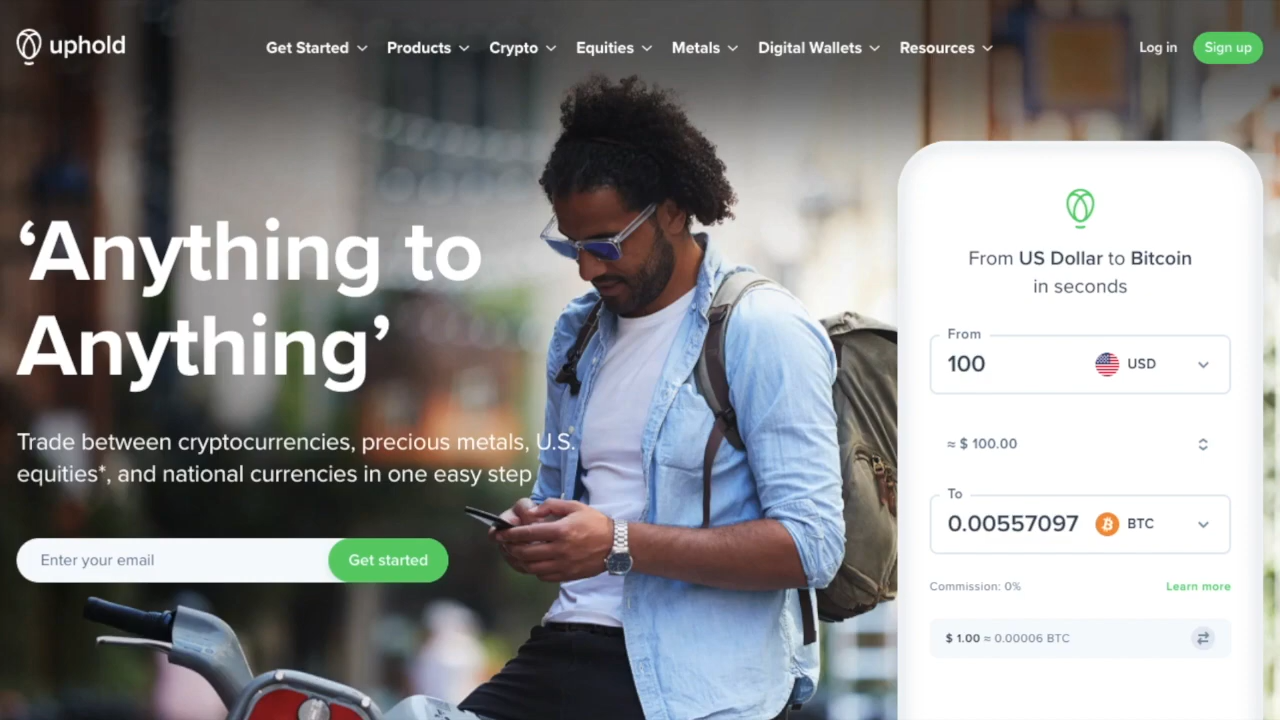 uphold
Get Started Products Crypto Equities Metals Digital Wallets Resources
Log in Sign up
‘Anything to
Anything’
Trade between cryptocurrencies, precious metals, U.S.
equities*, and national currencies in one easy step
Enter your email Get started
From US Dollar to Bitcoin
in seconds
From
100 USD
≈ $ 100.00
To
0.00557097 BTC
Commission: 0% Learn more
$ 1.00 ≈ 0.00006 BTC